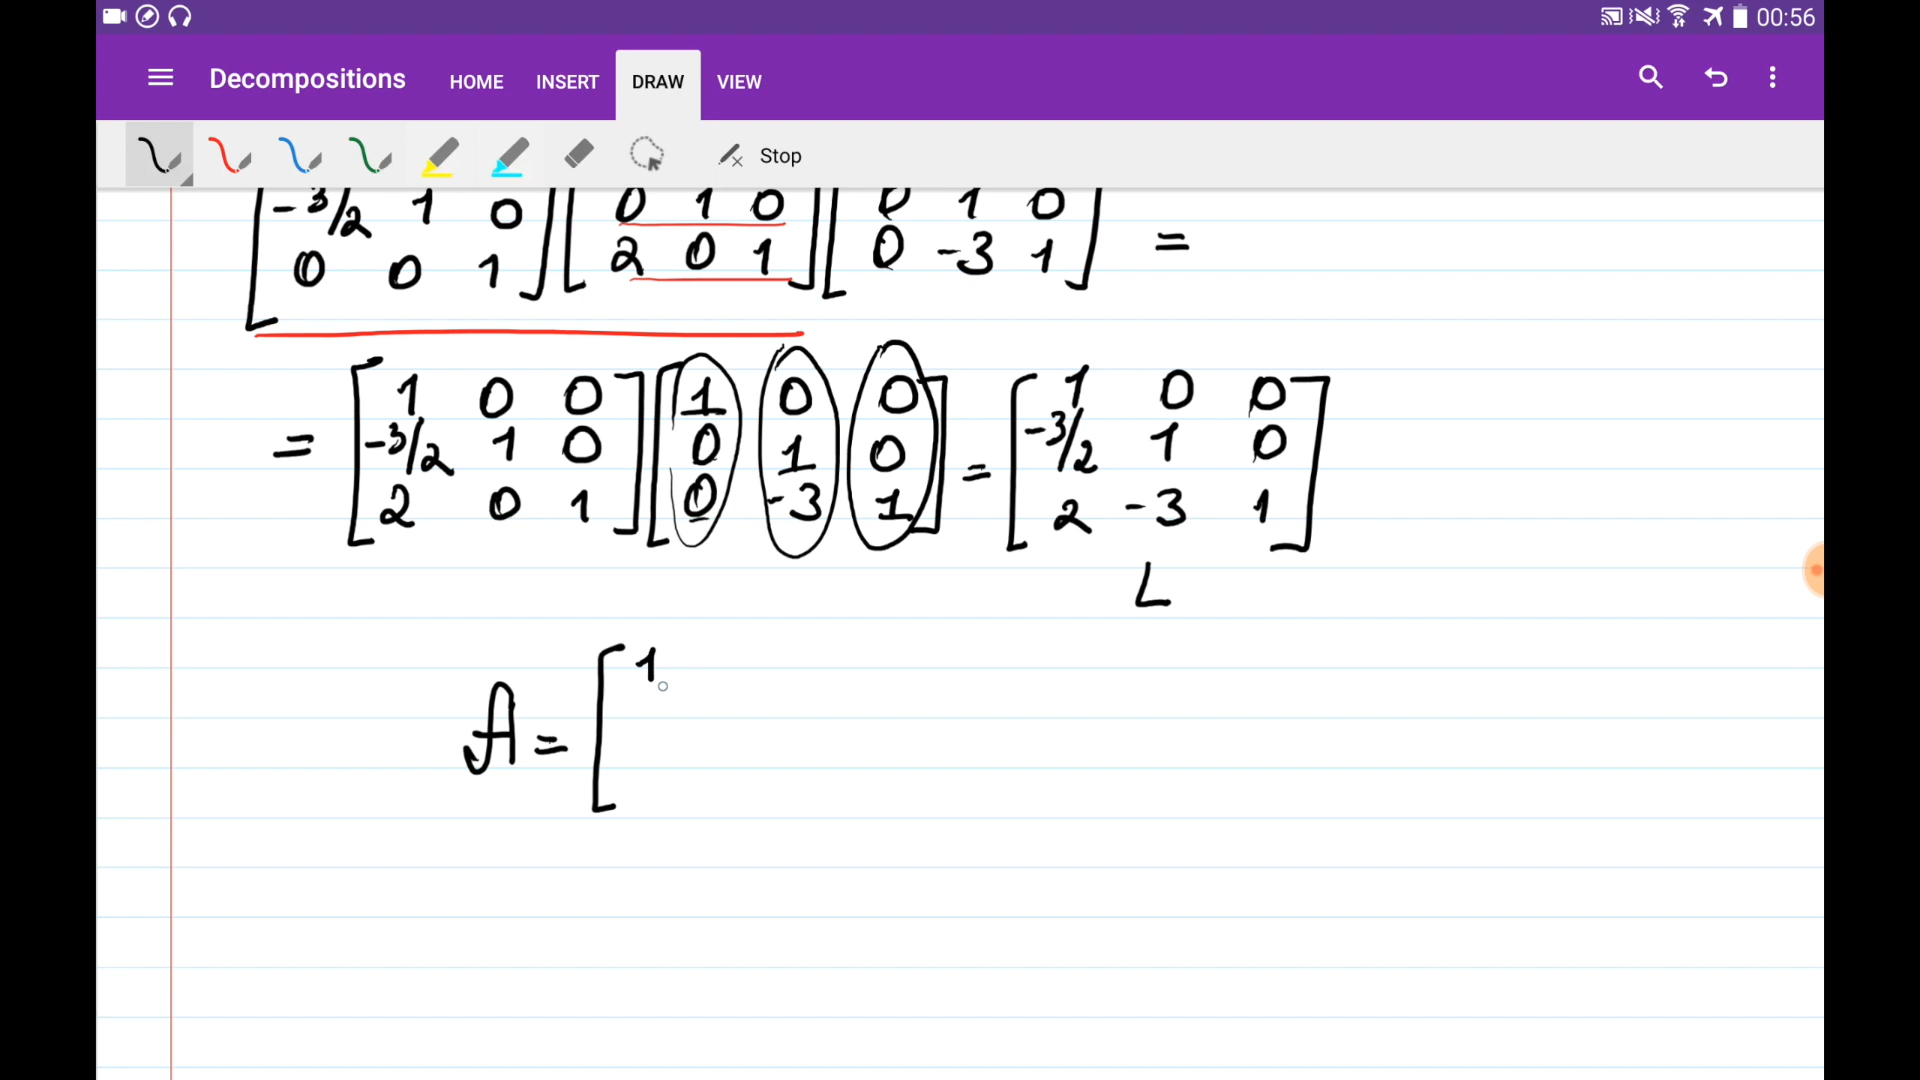 00:56
Decompositions HOME INSERT DRAW VIEW
Stop
-3/2 1 0 0 1 0 0 1 0
0 0 1 2 0 1 0 -3 1 =
1 0 0 1 0 0 1 0 0
= -3/2 1 0 0 1 0 = -3/2 1 0
2 0 1 0 -3 1 2 -3 1
L
1
A = [